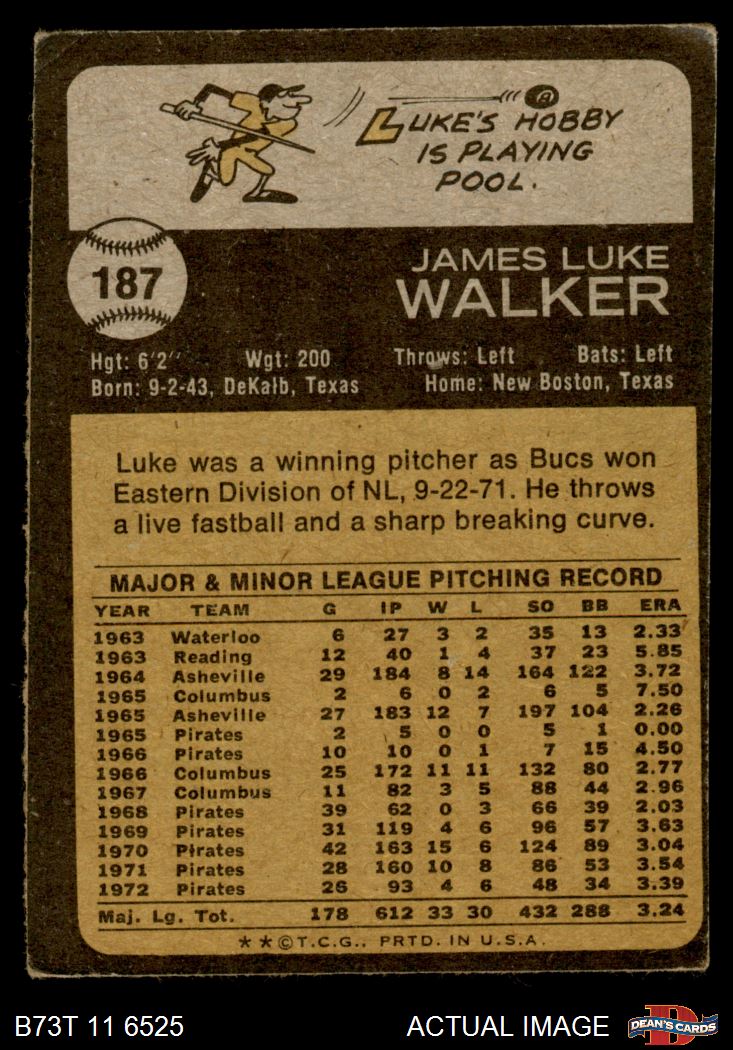 8
LUKE'S HOBBY
IS PLAYING
POOL.
187
JAMES LUKE
WALKER
Hgt: 6'2" Wgt: 200 Throws: Left Bats: Left
Born: 9-2-43, DeKalb, Texas Home: New Boston, Texas
Luke was a winning pitcher as Bucs won
Eastern Division of NL, 9-22-71. He throws
a live fastball and a sharp breaking curve.
MAJOR & MINOR LEAGUE PITCHING RECORD
YEAR TEAM G IP W L SO BB ERA
1963 Waterloo 6 27 3 2 35 13 2.33
1963 Reading 12 40 1 4 37 23 5.85
1964 Asheville 29 184 8 14 164 122 3.72
1965 Columbus 2 6 0 2 6 5 7.50
1965 Asheville 27 183 12 7 197 104 2.26
1965 Pirates 2 5 0 0 5 1 0.00
1966 Pirates 10 10 0 1 7 15 4.50
1966 Columbus 25 172 11 11 132 80 2.77
1967 Columbus 11 82 3 5 88 44 2.96
1968 Pirates 39 62 0 3 66 39 2.03
1969 Pirates 31 119 4 6 96 57 3.63
1970 Pirates 42 163 15 6 124 89 3.04
1971 Pirates 28 160 10 8 86 53 3.54
1972 Pirates 26 93 4 6 48 34 3.39
Maj. Lg. Tot. 178 612 33 30 432 288 3.24
**©T.C.G.. PRTD. IN U.S.A.
B73T 11 6525 ACTUAL IMAGE D DEAN'S CARDS